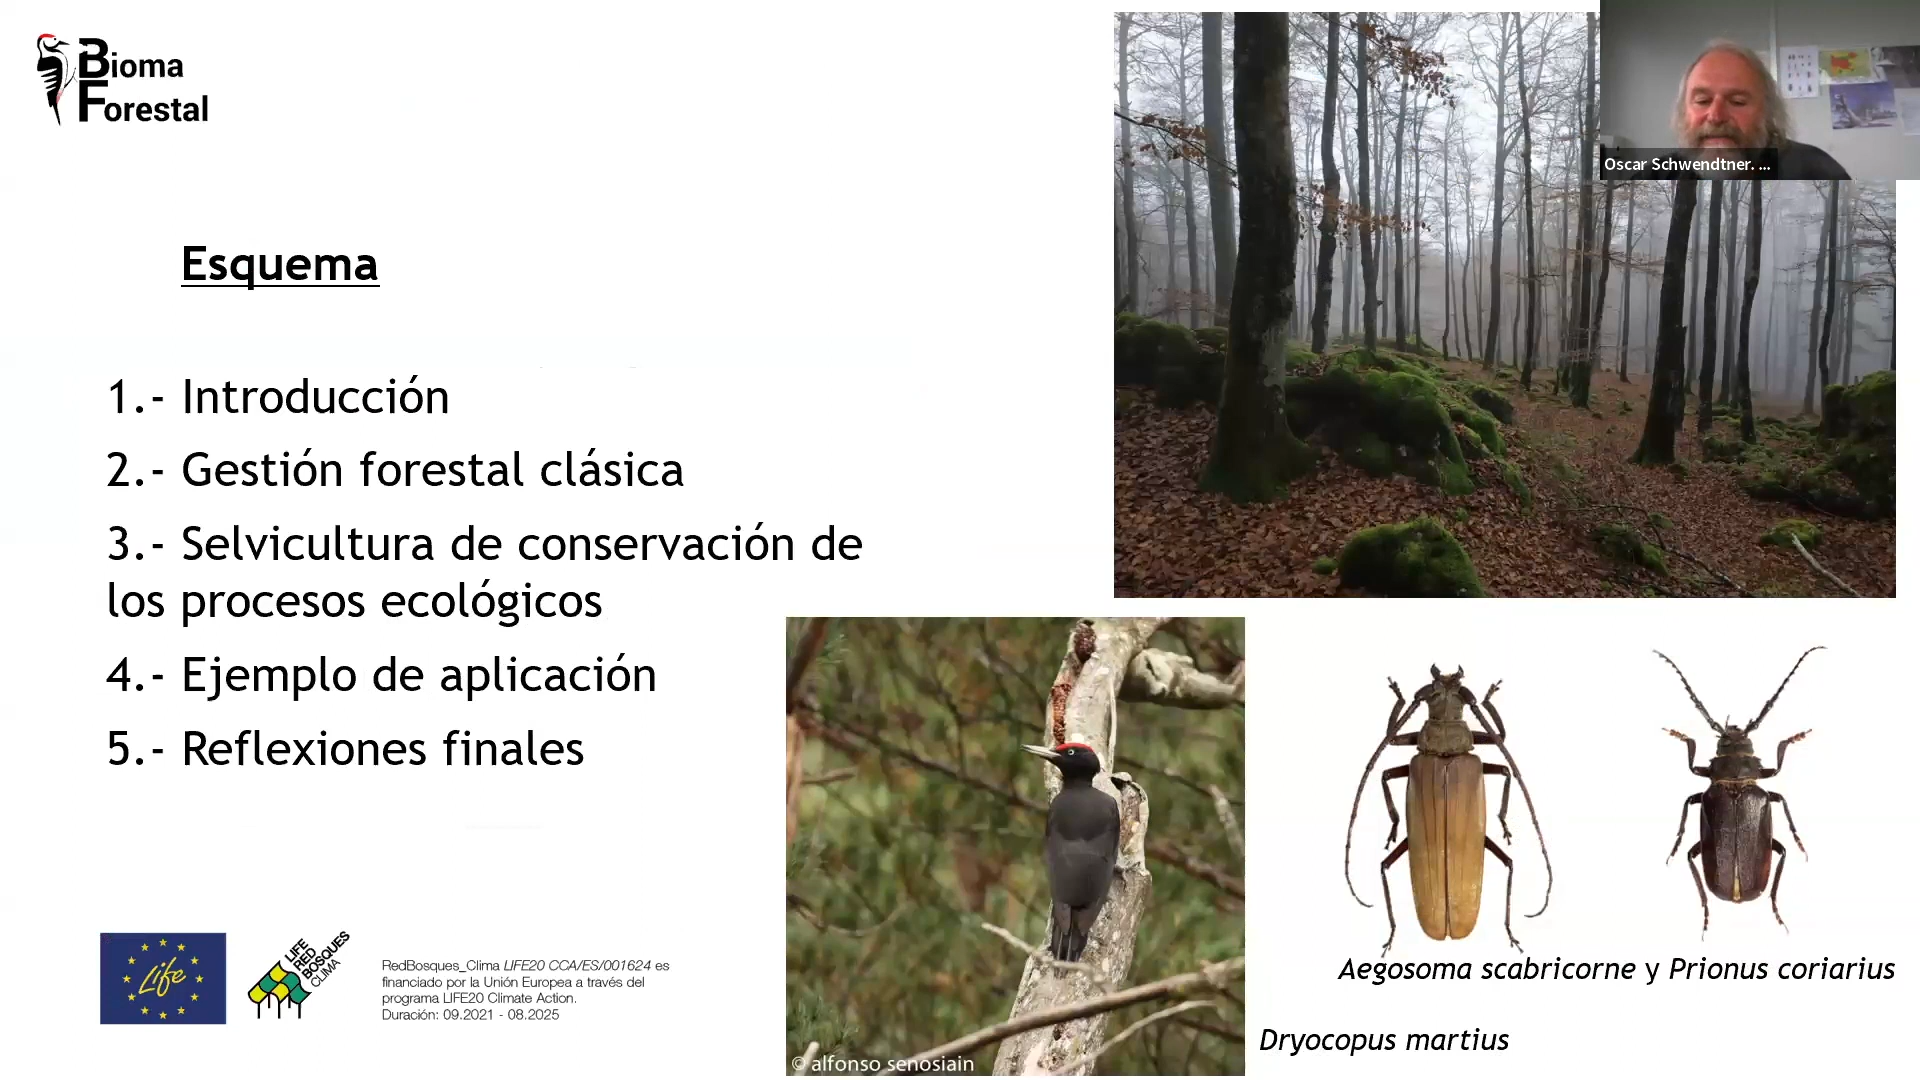 Bioma
Forestal
Oscar Schwendtner. ...
Esquema
1.- Introducción
2.- Gestión forestal clásica
3.- Selvicultura de conservación de
los procesos ecológicos
4.- Ejemplo de aplicación
5.- Reflexiones finales
Life
LIFE
RED
BOSQUES
CLIMA
RedBosques_Clima LIFE20 CCA/ES/001624 es
financiado por la Unión Europea a través del
programa LIFE20 Climate Action.
Duración: 09.2021 - 08.2025
© alfonso senosiain
Aegosoma scabricorne y Prionus coriarius
Dryocopus martius